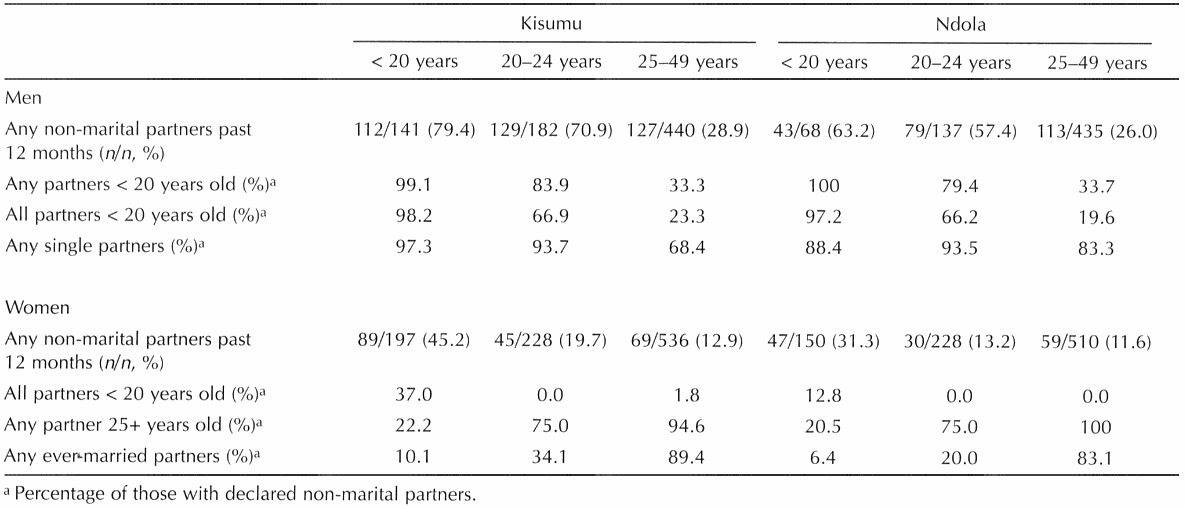 Kisumu Ndola
< 20 years 20–24 years 25–49 years < 20 years 20–24 years 25–49 years
Men
Any non-marital partners past 112/141 (79.4) 129/182 (70.9) 127/440 (28.9) 43/68 (63.2) 79/137 (57.4) 113/435 (26.0)
12 months (n/n, %)
Any partners < 20 years old (%)ᵃ 99.1 83.9 33.3 100 79.4 33.7
All partners < 20 years old (%)ᵃ 98.2 66.9 23.3 97.2 66.2 19.6
Any single partners (%)ᵃ 97.3 93.7 68.4 88.4 93.5 83.3
Women
Any non-marital partners past 89/197 (45.2) 45/228 (19.7) 69/536 (12.9) 47/150 (31.3) 30/228 (13.2) 59/510 (11.6)
12 months (n/n, %)
All partners < 20 years old (%)ᵃ 37.0 0.0 1.8 12.8 0.0 0.0
Any partner 25+ years old (%)ᵃ 22.2 75.0 94.6 20.5 75.0 100
Any ever-married partners (%)ᵃ 10.1 34.1 89.4 6.4 20.0 83.1
ᵃ Percentage of those with declared non-marital partners.